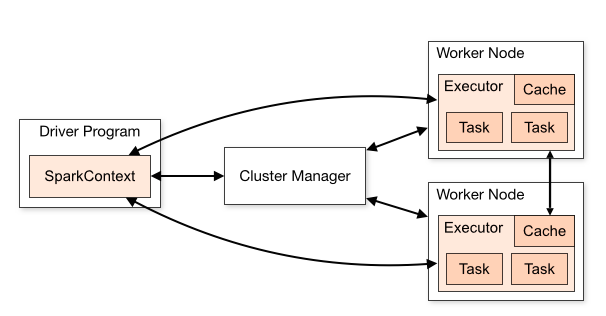 Driver Program
SparkContext
Cluster Manager
Worker Node
Executor
Cache
Task
Task
Worker Node
Executor
Cache
Task
Task